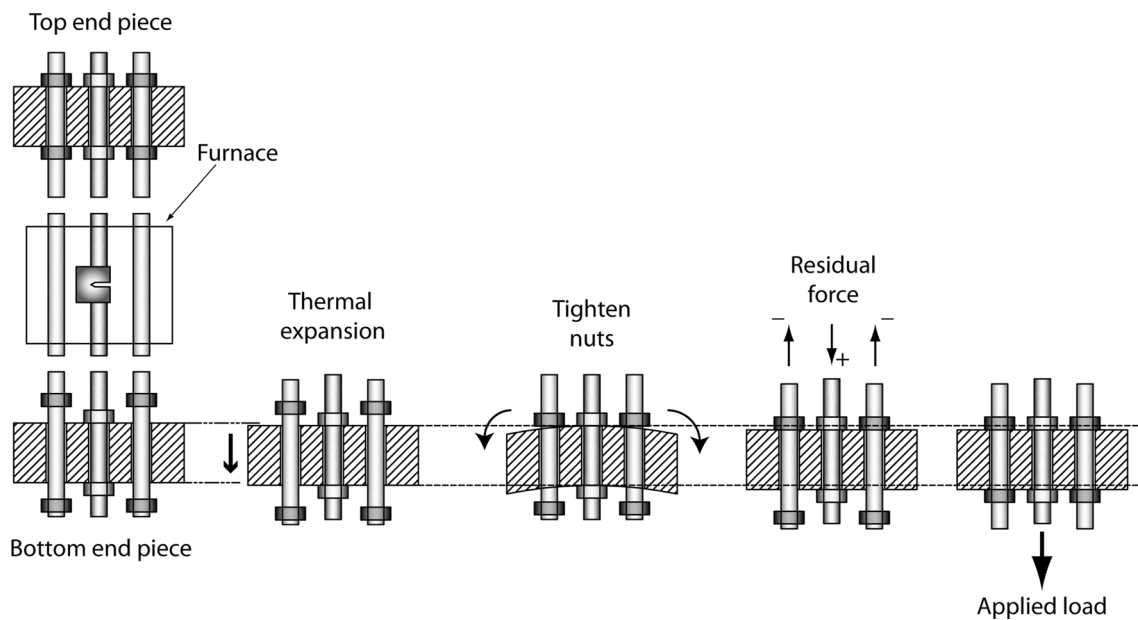 Top end piece
Furnace
Thermal
expansion
Tighten
nuts
Residual
force
−
−
+
Bottom end piece
Applied load